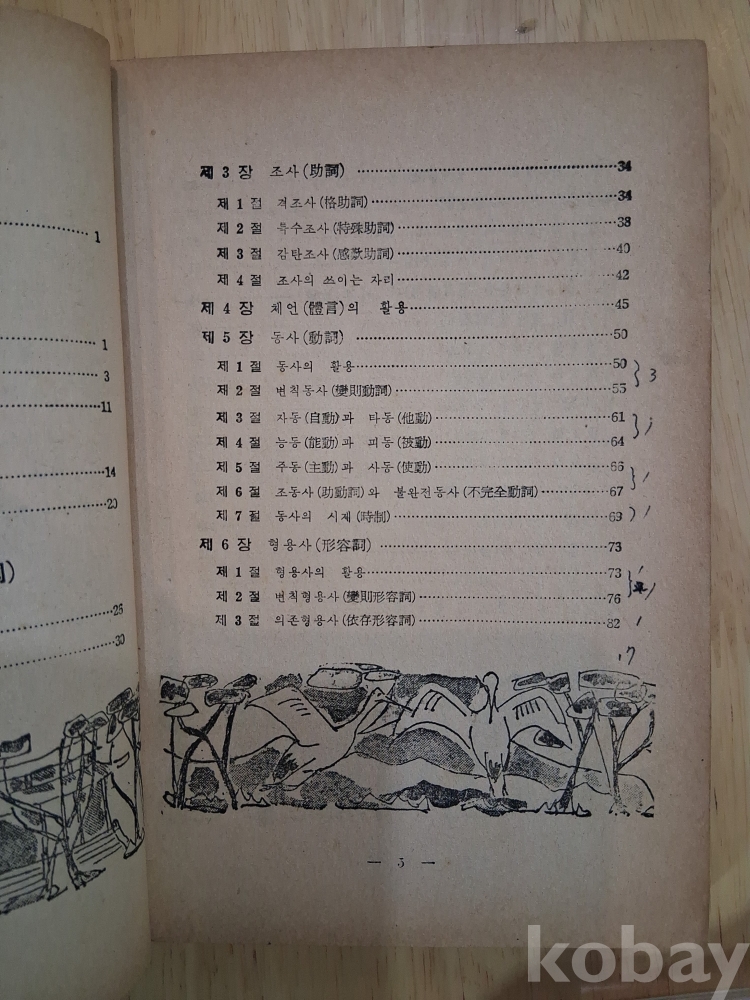 1
1
3
11
14
20
25
30
제 3 장 조사(助詞) 34
제 1 절 격조사(格助詞) 34
제 2 절 특수조사(特殊助詞) 38
제 3 절 감탄조사(感歎助詞) 40
제 4 절 조사의 쓰이는 자리 42
제 4 장 체언(體言)의 활용 45
제 5 장 동사(動詞) 50
제 1 절 동사의 활용 50
제 2 절 변칙동사(變則動詞) 55
3
제 3 절 자동(自動)과 타동(他動) 61
제 4 절 능동(能動)과 피동(被動) 64
제 5 절 주동(主動)과 사동(使動) 66
제 6 절 조동사(助動詞)와 불완전동사(不完全動詞) 67
제 7 절 동사의 시제(時制) 69
제 6 장 형용사(形容詞) 73
제 1 절 형용사의 활용 73
제 2 절 변칙형용사(變則形容詞) 76
제 3 절 의존형용사(依存形容詞) 82
17
— 5 —
kobay